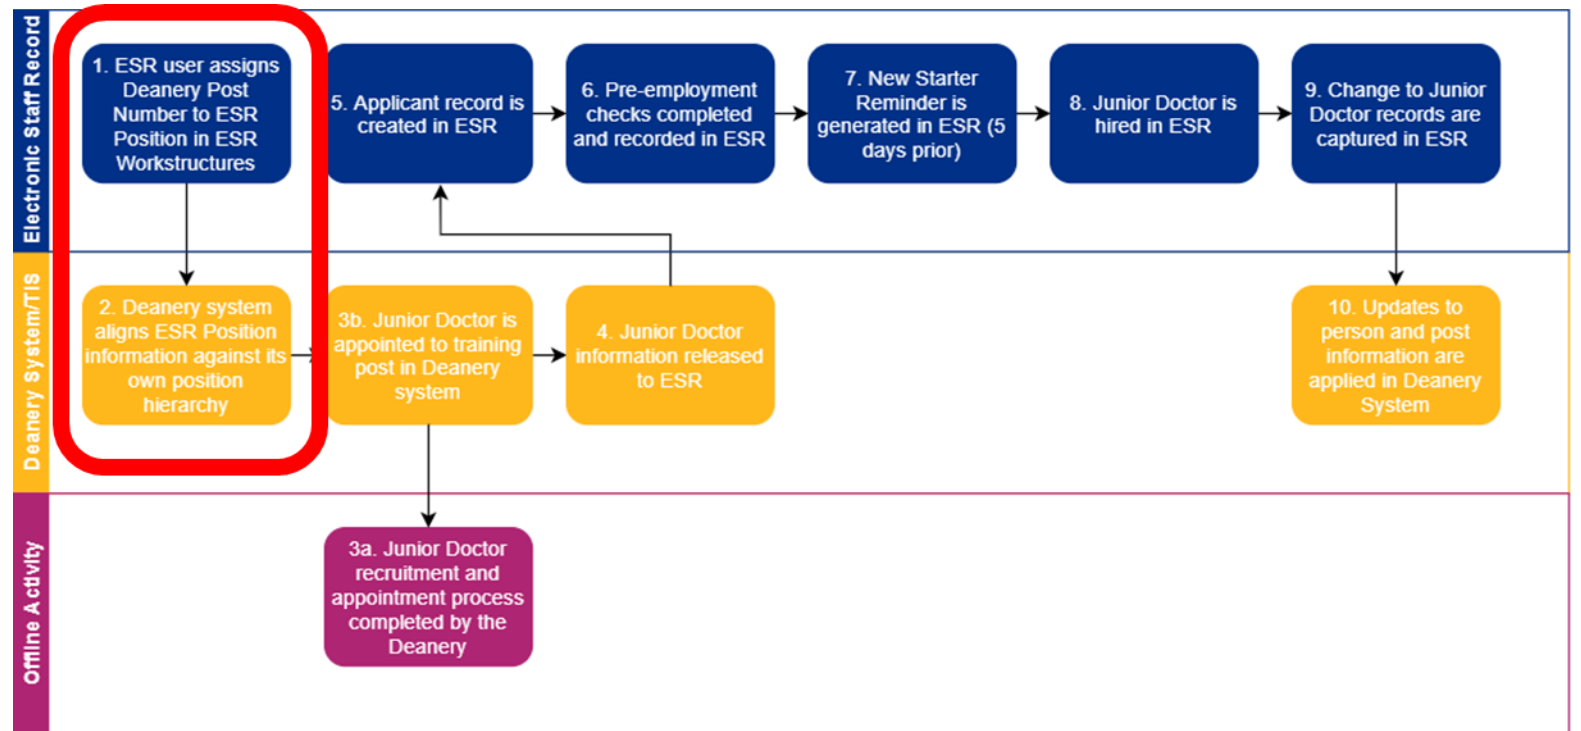 Electronic Staff Record
1. ESR user assigns
Deanery Post
Number to ESR
Position in ESR
Workstructures
5. Applicant record is
created in ESR
6. Pre-employment
checks completed
and recorded in ESR
7. New Starter
Reminder is
generated in ESR (5
days prior)
8. Junior Doctor is
hired in ESR
9. Change to Junior
Doctor records are
captured in ESR
Deanery System/TIS
2. Deanery system
aligns ESR Position
information against its
own position
hierarchy
3b. Junior Doctor is
appointed to training
post in Deanery
system
4. Junior Doctor
information released
to ESR
10. Updates to
person and post
information are
applied in Deanery
System
Offline Activity
3a. Junior Doctor
recruitment and
appointment process
completed by the
Deanery